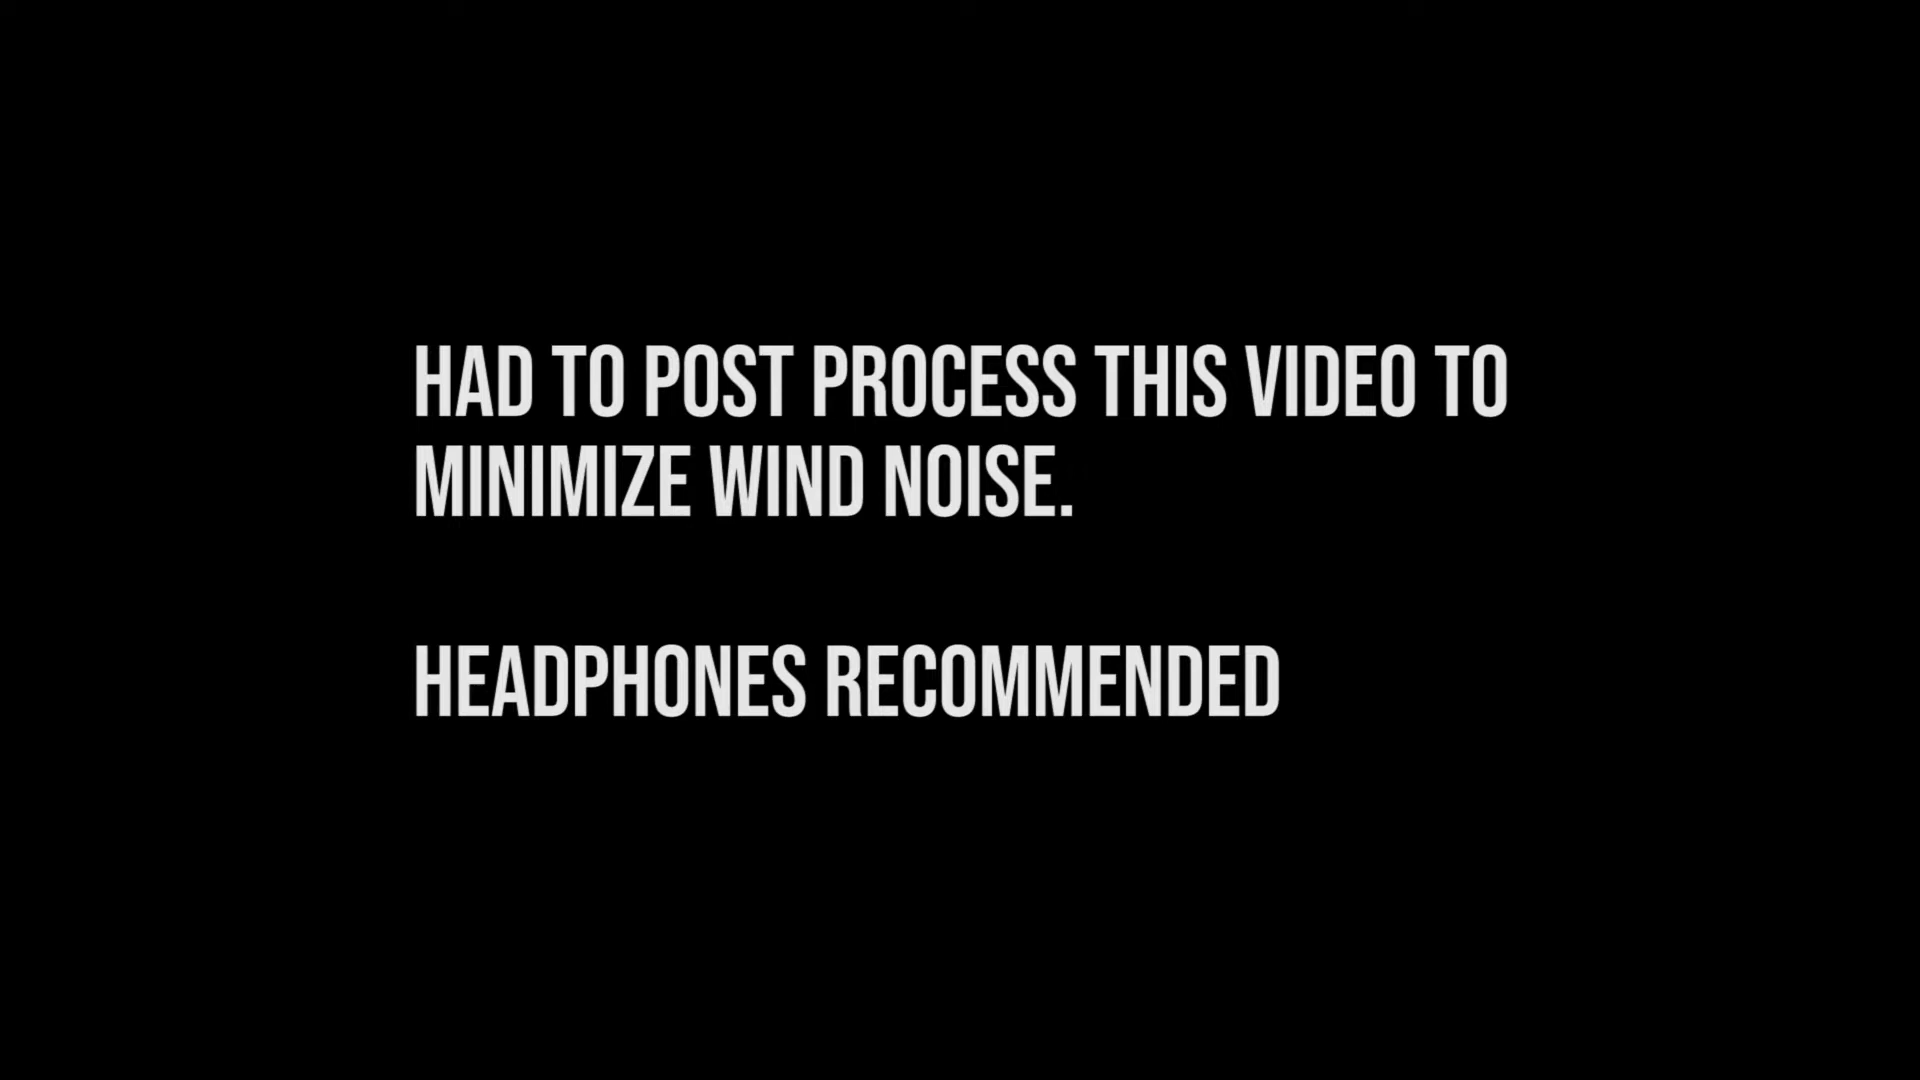 HAD TO POST PROCESS THIS VIDEO TO
MINIMIZE WIND NOISE.
HEADPHONES RECOMMENDED